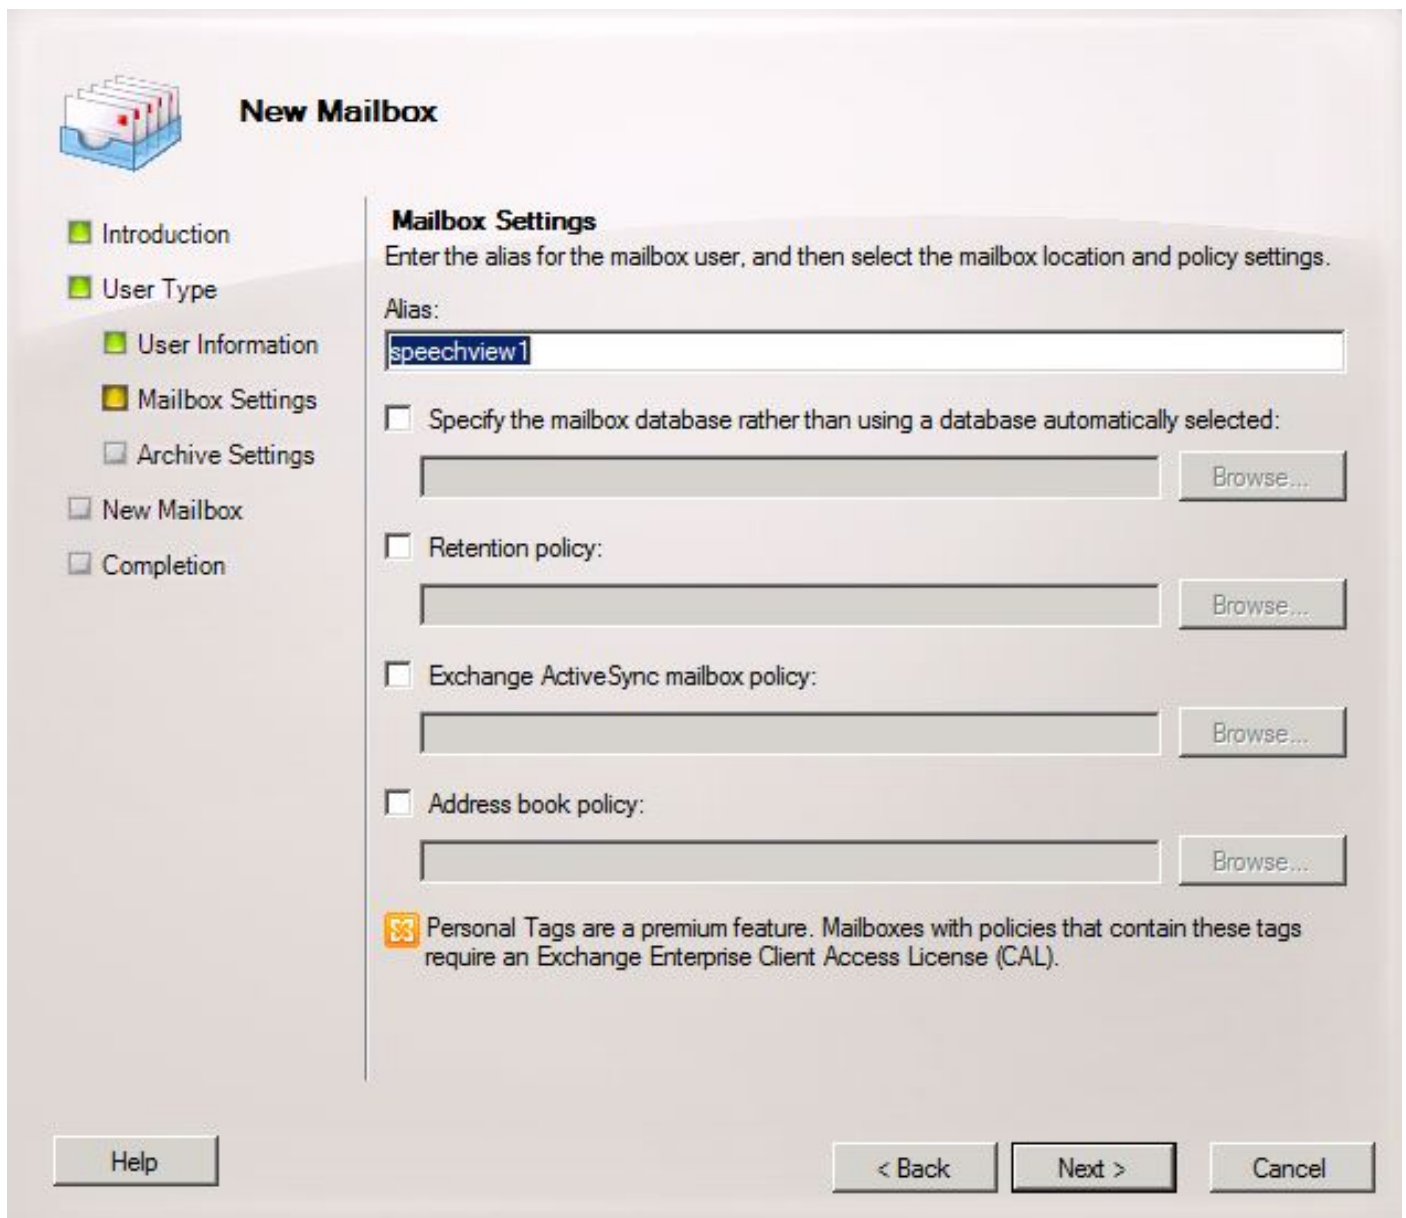 New Mailbox
Introduction
User Type
User Information
Mailbox Settings
Archive Settings
New Mailbox
Completion
Mailbox Settings
Enter the alias for the mailbox user, and then select the mailbox location and policy settings.
Alias:
speechview1
Specify the mailbox database rather than using a database automatically selected:
Browse...
Retention policy:
Browse...
Exchange ActiveSync mailbox policy:
Browse...
Address book policy:
Browse...
Personal Tags are a premium feature. Mailboxes with policies that contain these tags
require an Exchange Enterprise Client Access License (CAL).
Help
< Back
Next >
Cancel